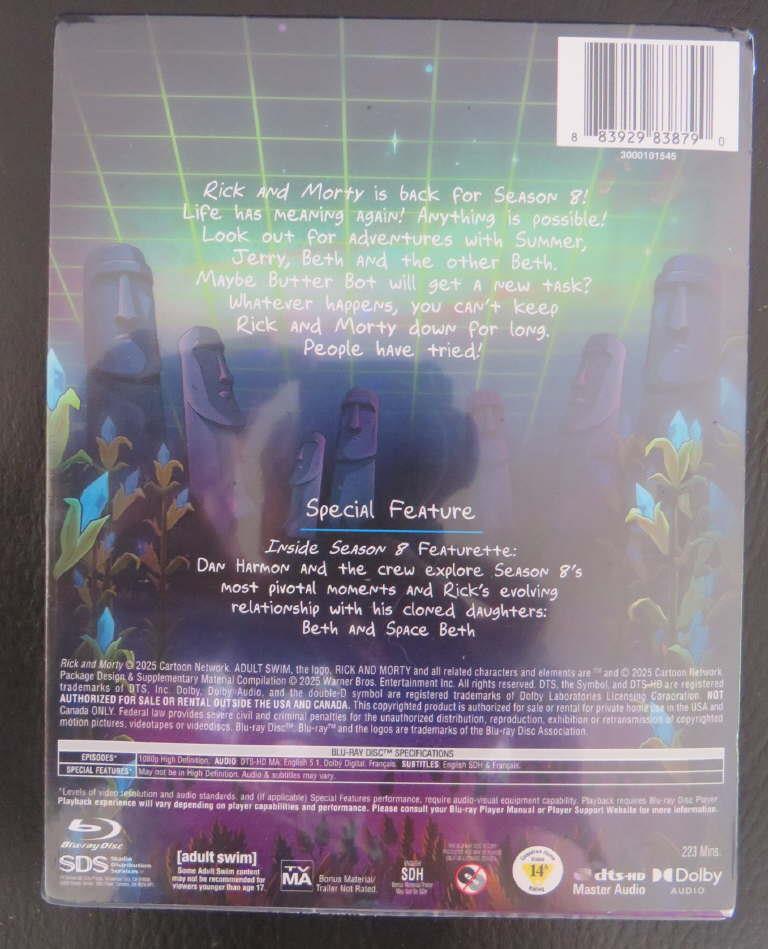 8 83929 83879 0
3000101545
Rick and Morty is back for Season 8!
Life has meaning again! Anything is possible!
Look out for adventures with Summer,
Jerry, Beth and the other Beth.
Maybe Butter Bot will get a new task?
Whatever happens, you can't keep
Rick and Morty down for long.
People have tried!
Special Feature
Inside Season 8 Featurette:
Dan Harmon and the crew explore Season 8's
most pivotal moments and Rick's evolving
relationship with his cloned daughters:
Beth and Space Beth
Rick and Morty © 2025 Cartoon Network. ADULT SWIM, the logo, RICK AND MORTY and all related characters and elements are ™ and © 2025 Cartoon Network.
Package Design & Supplementary Material Compilation © 2025 Warner Bros. Entertainment Inc. All rights reserved. DTS, the Symbol, and DTS-HD are registered
trademarks of DTS, Inc. Dolby, Dolby Audio, and the double-D symbol are registered trademarks of Dolby Laboratories Licensing Corporation. NOT
AUTHORIZED FOR SALE OR RENTAL OUTSIDE THE USA AND CANADA. This copyrighted product is authorized for sale or rental for private home use in the USA and
Canada ONLY. Federal law provides severe civil and criminal penalties for the unauthorized distribution, reproduction, exhibition or retransmission of copyrighted
motion pictures, videotapes or videodiscs. Blu-ray Disc™, Blu-ray™ and the logos are trademarks of the Blu-ray Disc Association.
BLU-RAY DISC™ SPECIFICATIONS
EPISODES* 1080p High Definition. AUDIO DTS-HD MA, English 5.1, Dolby Digital, Français. SUBTITLES: English SDH & Français.
SPECIAL FEATURES* May not be in High Definition. Audio & subtitles may vary.
*Levels of video resolution and audio standards, and (if applicable) Special Features performance, require audio-visual equipment capability. Playback requires Blu-ray Disc Player
Playback experience will vary depending on player capabilities and performance. Please consult your Blu-ray Player Manual or Player Support Website for more information.
Blu-ray Disc
SDS Studio Distribution Services
[adult swim]
Some Adult Swim content
may not be recommended for
viewers younger than age 17.
TV
MA
Bonus Material/
Trailer Not Rated.
ENGLISH
SDH
Bonus Material/Trailer
May Not Be SDH
Canadian Home
Video
14A
223 Mins.
dts-HD
Master Audio
Dolby
AUDIO